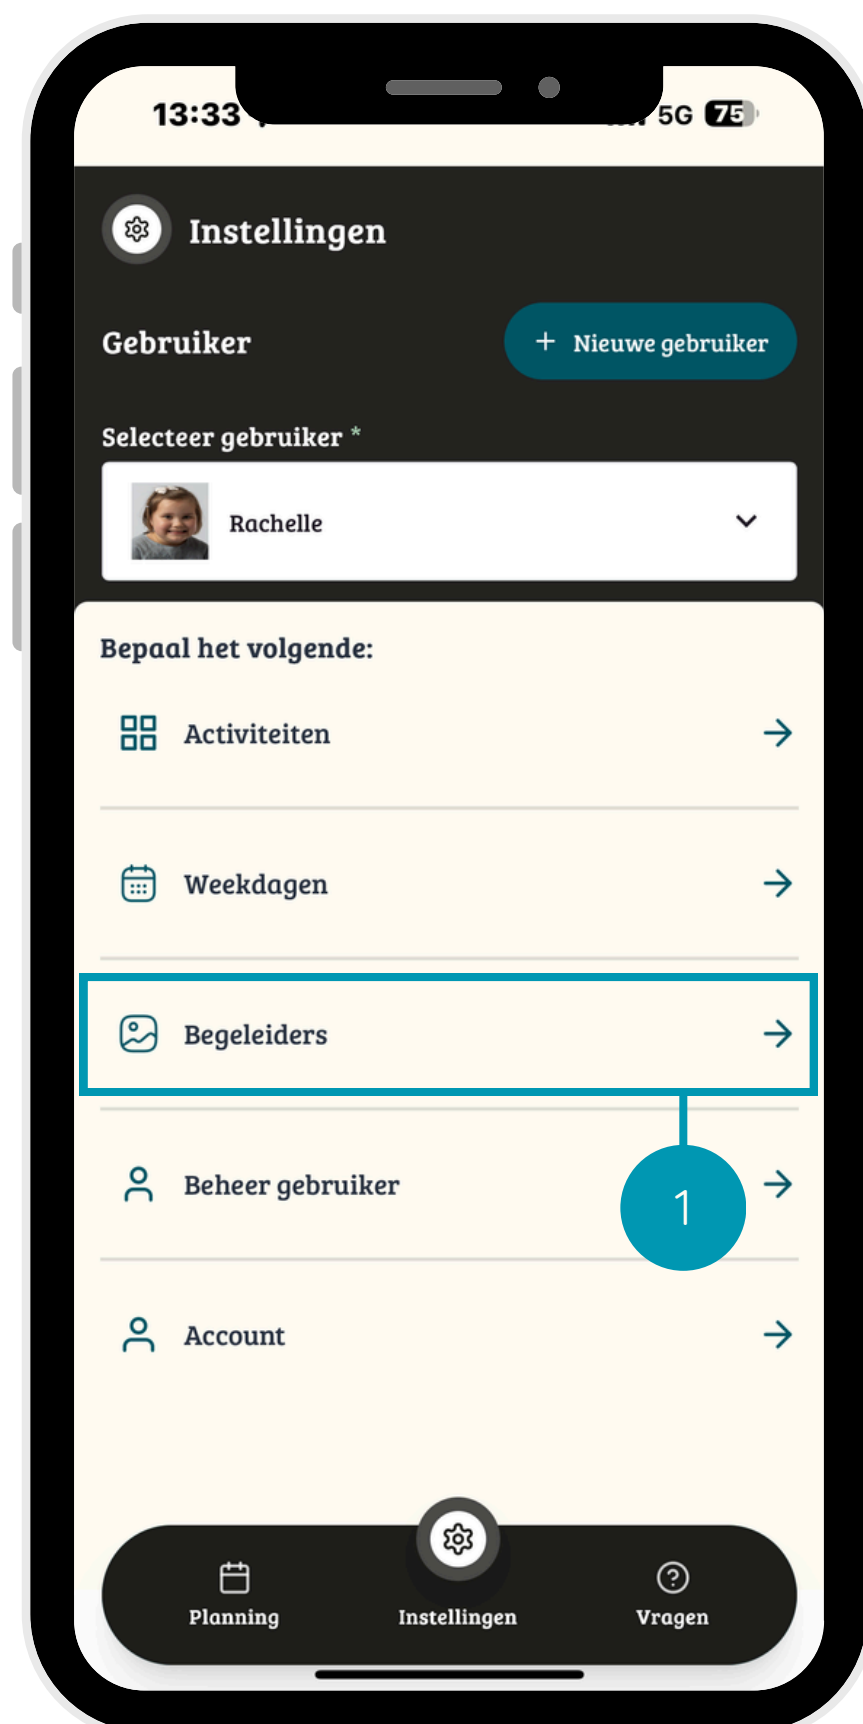 13:33 5G 75
Instellingen
Gebruiker
+ Nieuwe gebruiker
Selecteer gebruiker *
Rachelle
Bepaal het volgende:
Activiteiten
Weekdagen
Begeleiders
Beheer gebruiker
1
Account
Planning
Instellingen
Vragen